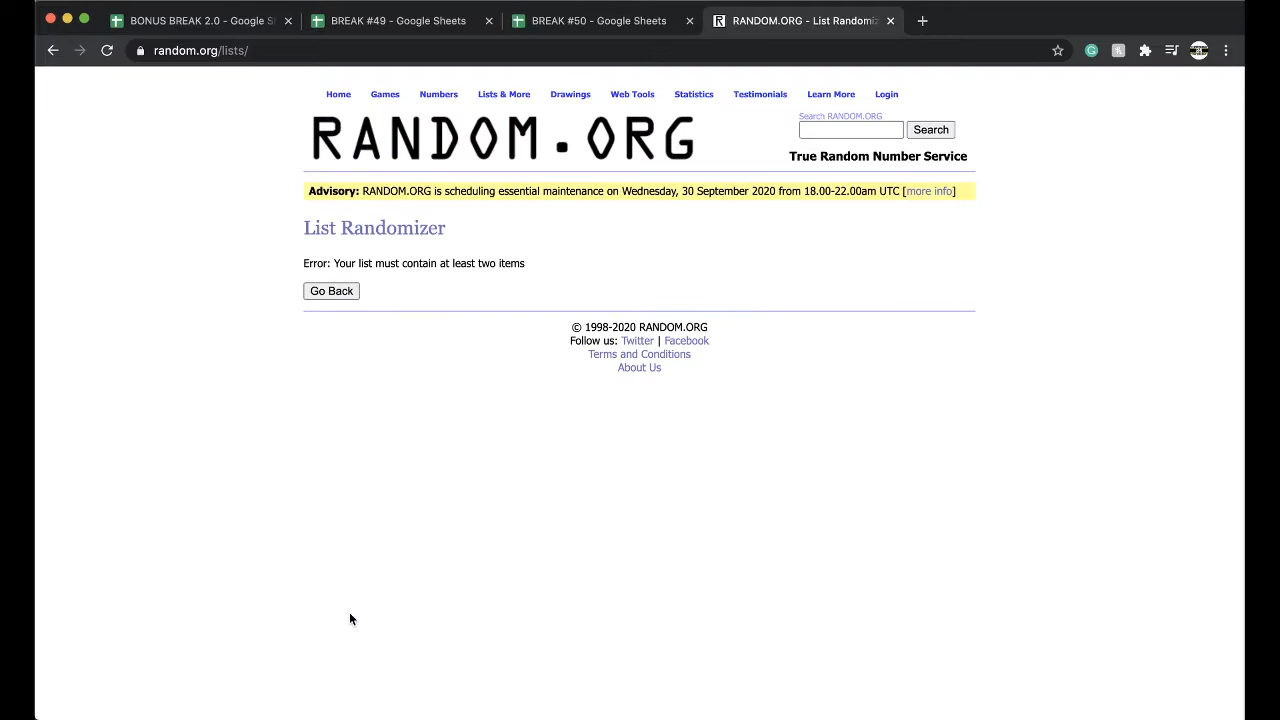 BONUS BREAK 2.0 - Google S
BREAK #49 - Google Sheets
BREAK #50 - Google Sheets
RANDOM.ORG - List Randomiz
random.org/lists/
Home Games Numbers Lists & More Drawings Web Tools Statistics Testimonials Learn More Login
RANDOM.ORG
Search RANDOM.ORG
Search
True Random Number Service
Advisory: RANDOM.ORG is scheduling essential maintenance on Wednesday, 30 September 2020 from 18.00-22.00am UTC [more info]
List Randomizer
Error: Your list must contain at least two items
Go Back
© 1998-2020 RANDOM.ORG
Follow us: Twitter | Facebook
Terms and Conditions
About Us